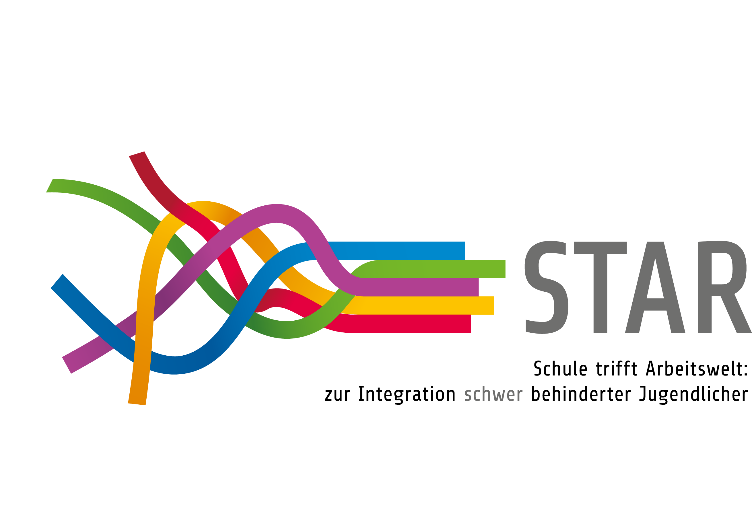 STAR
Schule trifft Arbeitswelt:
zur Integration schwer behinderter Jugendlicher